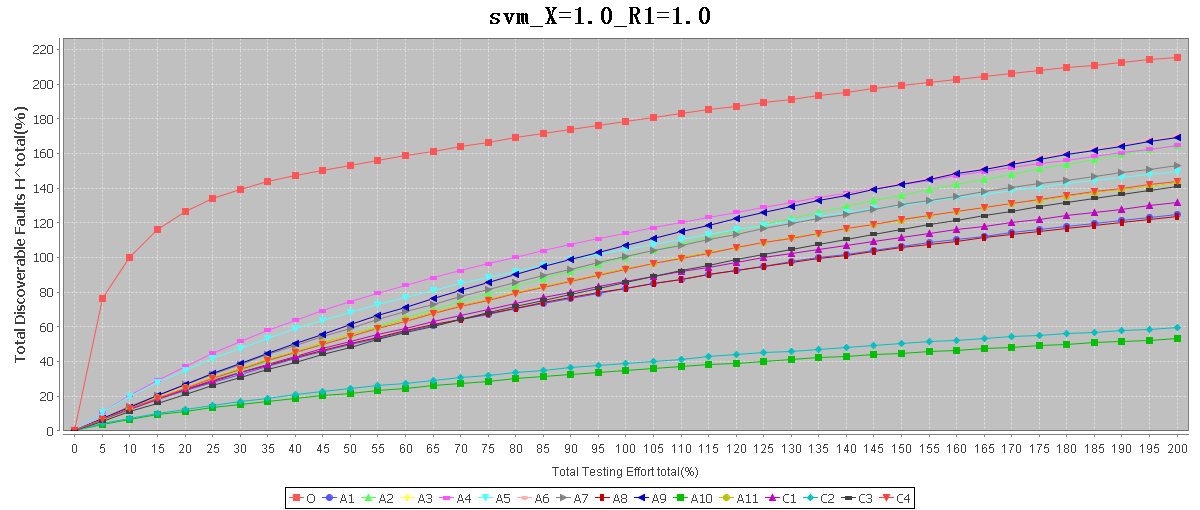 svm_X=1.0_R1=1.0
Total Discoverable Faults H^total(%)
220
200
180
160
140
120
100
80
60
40
20
0
0 5 10 15 20 25 30 35 40 45 50 55 60 65 70 75 80 85 90 95 100 105 110 115 120 125 130 135 140 145 150 155 160 165 170 175 180 185 190 195 200
Total Testing Effort total(%)
O A1 A2 A3 A4 A5 A6 A7 A8 A9 A10 A11 C1 C2 C3 C4